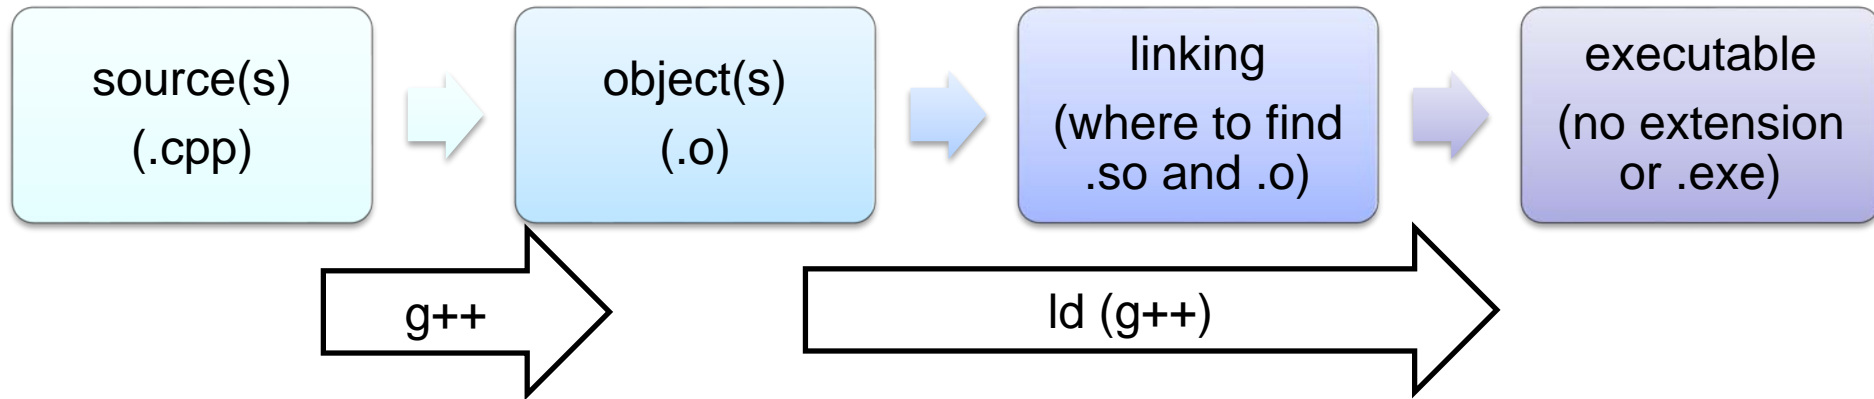 source(s)
(.cpp)
object(s)
(.o)
linking
(where to find
.so and .o)
executable
(no extension
or .exe)
g++
ld (g++)